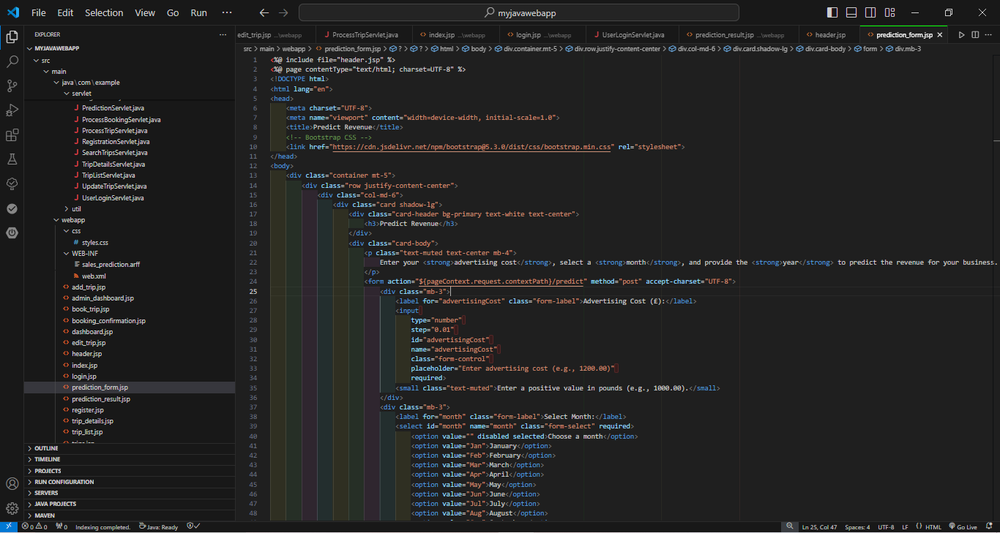 File Edit Selection View Go Run ··· myjavawebapp
EXPLORER ···
MYJAVAWEBAPP
src
main
java\com\example
servlet
PredictionServlet.java
ProcessBookingServlet.java
ProcessTripServlet.java
RegistrationServlet.java
SearchTripsServlet.java
TripDetailsServlet.java
TripListServlet.java
UpdateTripServlet.java
UserLoginServlet.java
util
webapp
css
styles.css
WEB-INF
sales_prediction.arff
web.xml
add_trip.jsp
admin_dashboard.jsp
book_trip.jsp
booking_confirmation.jsp
dashboard.jsp
edit_trip.jsp
header.jsp
index.jsp
login.jsp
prediction_form.jsp
prediction_result.jsp
register.jsp
trip_details.jsp
trip_list.jsp
OUTLINE
TIMELINE
PROJECTS
RUN CONFIGURATION
SERVERS
JAVA PROJECTS
MAVEN
edit_trip.jsp ...\webapp ProcessTripServlet.java index.jsp ...\webapp login.jsp ...\webapp UserLoginServlet.java prediction_result.jsp ...\webapp header.jsp prediction_form.jsp
src > main > webapp > prediction_form.jsp > ? > ? > html > body > div.container.mt-5 > div.row.justify-content-center > div.col-md-6 > div.card.shadow-lg > div.card-body > form > div.mb-3
1 <%@ include file="header.jsp" %>
2 <%@ page contentType="text/html; charset=UTF-8" %>
3 <!DOCTYPE html>
4 <html lang="en">
5 <head>
6 <meta charset="UTF-8">
7 <meta name="viewport" content="width=device-width, initial-scale=1.0">
8 <title>Predict Revenue</title>
9 <!-- Bootstrap CSS -->
10 <link href="https://cdn.jsdelivr.net/npm/bootstrap@5.3.0/dist/css/bootstrap.min.css" rel="stylesheet">
11 </head>
12 <body>
13 <div class="container mt-5">
14 <div class="row justify-content-center">
15 <div class="col-md-6">
16 <div class="card shadow-lg">
17 <div class="card-header bg-primary text-white text-center">
18 <h3>Predict Revenue</h3>
19 </div>
20 <div class="card-body">
21 <p class="text-muted text-center mb-4">
22 Enter your <strong>advertising cost</strong>, select a <strong>month</strong>, and provide the <strong>year</strong> to predict the revenue for your business.
23 </p>
24 <form action="${pageContext.request.contextPath}/predict" method="post" accept-charset="UTF-8">
25 <div class="mb-3">
26 <label for="advertisingCost" class="form-label">Advertising Cost (£):</label>
27 <input
28 type="number"
29 step="0.01"
30 id="advertisingCost"
31 name="advertisingCost"
32 class="form-control"
33 placeholder="Enter advertising cost (e.g., 1200.00)"
34 required>
35 <small class="text-muted">Enter a positive value in pounds (e.g., 1000.00).</small>
36 </div>
37 <div class="mb-3">
38 <label for="month" class="form-label">Select Month:</label>
39 <select id="month" name="month" class="form-select" required>
40 <option value="" disabled selected>Choose a month</option>
41 <option value="Jan">January</option>
42 <option value="Feb">February</option>
43 <option value="Mar">March</option>
44 <option value="Apr">April</option>
45 <option value="May">May</option>
46 <option value="Jun">June</option>
47 <option value="Jul">July</option>
48 <option value="Aug">August</option>
0 0 0 Indexing completed. Java: Ready Ln 25, Col 47 Spaces: 4 UTF-8 LF HTML Go Live